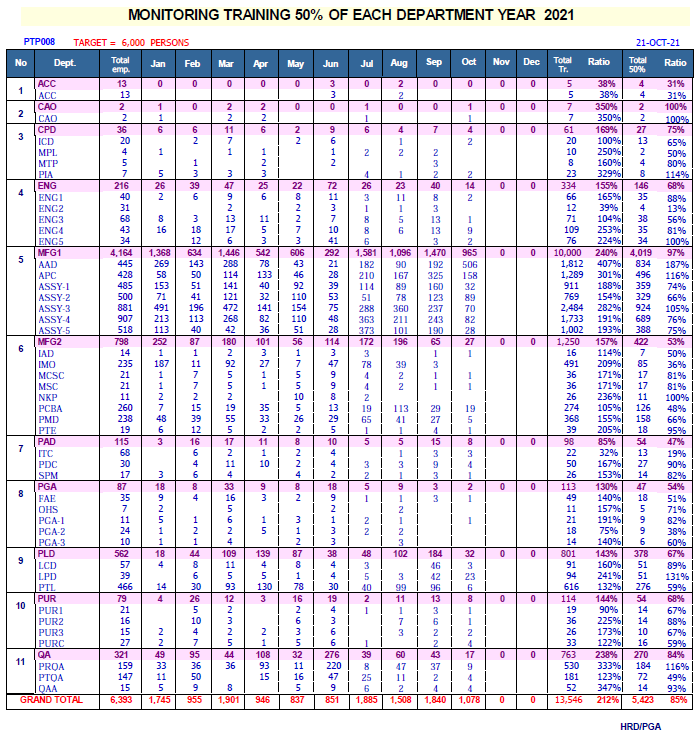 MONITORING TRAINING 50% OF EACH DEPARTMENT YEAR 2021
PTP008 TARGET = 6,000 PERSONS 21-OCT-21
No Dept. Total emp. Jan Feb Mar Apr May Jun Jul Aug Sep Oct Nov Dec Total Tr. Ratio Total 50% Ratio
1 ACC 13 0 0 0 0 0 3 0 2 0 0 0 0 5 38% 4 31%
ACC 13 3 2 5 38% 4 31%
2 CAO 2 1 0 2 2 0 0 1 0 0 1 0 0 7 350% 2 100%
CAO 2 1 2 2 1 1 7 350% 2 100%
3 CPD 36 6 6 11 6 2 9 6 4 7 4 0 0 61 169% 27 75%
ICD 20 2 7 2 6 1 2 20 100% 13 65%
MPL 4 1 1 1 1 2 2 2 10 250% 2 50%
MTP 5 1 2 2 3 8 160% 4 80%
PIA 7 5 3 3 3 4 1 2 2 23 329% 8 114%
4 ENG 216 26 39 47 25 22 72 26 23 40 14 0 0 334 155% 146 68%
ENG1 40 2 6 9 6 8 11 3 11 8 2 66 165% 35 88%
ENG2 31 2 2 3 1 1 3 12 39% 4 13%
ENG3 68 8 3 13 11 2 7 8 5 13 1 71 104% 38 56%
ENG4 43 16 18 17 5 7 10 8 6 13 9 109 253% 35 81%
ENG5 34 12 6 3 3 41 6 3 2 76 224% 34 100%
5 MFG1 4,164 1,368 634 1,446 542 606 292 1,581 1,096 1,470 965 0 0 10,000 240% 4,019 97%
AAD 445 269 143 288 78 43 21 182 90 192 506 1,812 407% 834 187%
APC 428 58 50 114 133 46 28 210 167 325 158 1,289 301% 496 116%
ASSY-1 485 153 51 141 40 92 39 114 89 160 32 911 188% 359 74%
ASSY-2 500 71 41 121 32 110 53 51 78 123 89 769 154% 329 66%
ASSY-3 881 491 196 472 141 154 75 288 360 237 70 2,484 282% 924 105%
ASSY-4 907 213 113 268 82 110 48 363 211 243 82 1,733 191% 689 76%
ASSY-5 518 113 40 42 36 51 28 373 101 190 28 1,002 193% 388 75%
6 MFG2 798 252 87 180 101 56 114 172 196 65 27 0 0 1,250 157% 422 53%
IAD 14 1 1 2 3 1 3 3 1 1 16 114% 7 50%
IMO 235 187 11 92 27 7 47 78 39 3 491 209% 85 36%
MCSC 21 1 7 5 1 5 9 4 2 1 1 36 171% 17 81%
MSC 21 1 7 5 1 5 9 4 2 1 1 36 171% 17 81%
NKP 11 2 2 2 10 8 2 26 236% 11 100%
PCBA 260 7 15 19 35 5 13 19 113 29 19 274 105% 126 48%
PMD 238 48 39 55 33 26 29 65 41 27 5 368 155% 158 66%
PTE 19 6 12 5 2 2 5 1 1 4 1 39 205% 18 95%
7 PAD 115 3 16 17 11 8 10 5 5 15 8 0 0 98 85% 54 47%
ITC 68 6 2 1 2 4 1 3 3 22 32% 13 19%
PDC 30 4 11 10 2 4 3 3 9 4 50 167% 27 90%
SPM 17 3 6 4 4 2 2 1 3 1 26 153% 14 82%
8 PGA 87 18 8 33 9 8 18 5 9 3 2 0 0 113 130% 47 54%
FAE 35 9 4 16 3 2 9 1 1 3 1 49 140% 18 51%
OHS 7 2 5 2 2 11 157% 5 71%
PGA-1 11 5 1 6 1 3 1 2 1 1 21 191% 9 82%
PGA-2 24 1 2 2 5 1 3 2 2 18 75% 9 38%
PGA-3 10 1 1 4 3 2 3 14 140% 6 60%
9 PLD 562 18 44 109 139 87 38 48 102 184 32 0 0 801 143% 378 67%
LCD 57 4 8 11 4 8 4 3 46 3 91 160% 51 89%
LPD 39 6 5 5 1 4 5 3 42 23 94 241% 51 131%
PTL 466 14 30 93 130 78 30 40 99 96 6 616 132% 276 59%
10 PUR 79 4 26 12 3 16 19 2 11 13 8 0 0 114 144% 54 68%
PUR1 21 5 2 2 4 1 1 3 1 19 90% 14 67%
PUR2 16 10 3 6 3 7 6 1 36 225% 14 88%
PUR3 15 2 4 2 2 3 6 3 2 2 26 173% 10 67%
PURC 27 2 7 5 1 5 6 1 2 4 33 122% 16 59%
11 QA 321 49 95 44 108 32 276 39 60 43 17 0 0 763 238% 270 84%
PRQA 159 33 36 36 93 11 220 8 47 37 9 530 333% 184 116%
PTQA 147 11 50 15 16 47 25 11 2 4 181 123% 72 49%
QAA 15 5 9 8 5 9 6 2 4 4 52 347% 14 93%
GRAND TOTAL 6,393 1,745 955 1,901 946 837 851 1,885 1,508 1,840 1,078 0 0 13,546 212% 5,423 85%
HRD/PGA